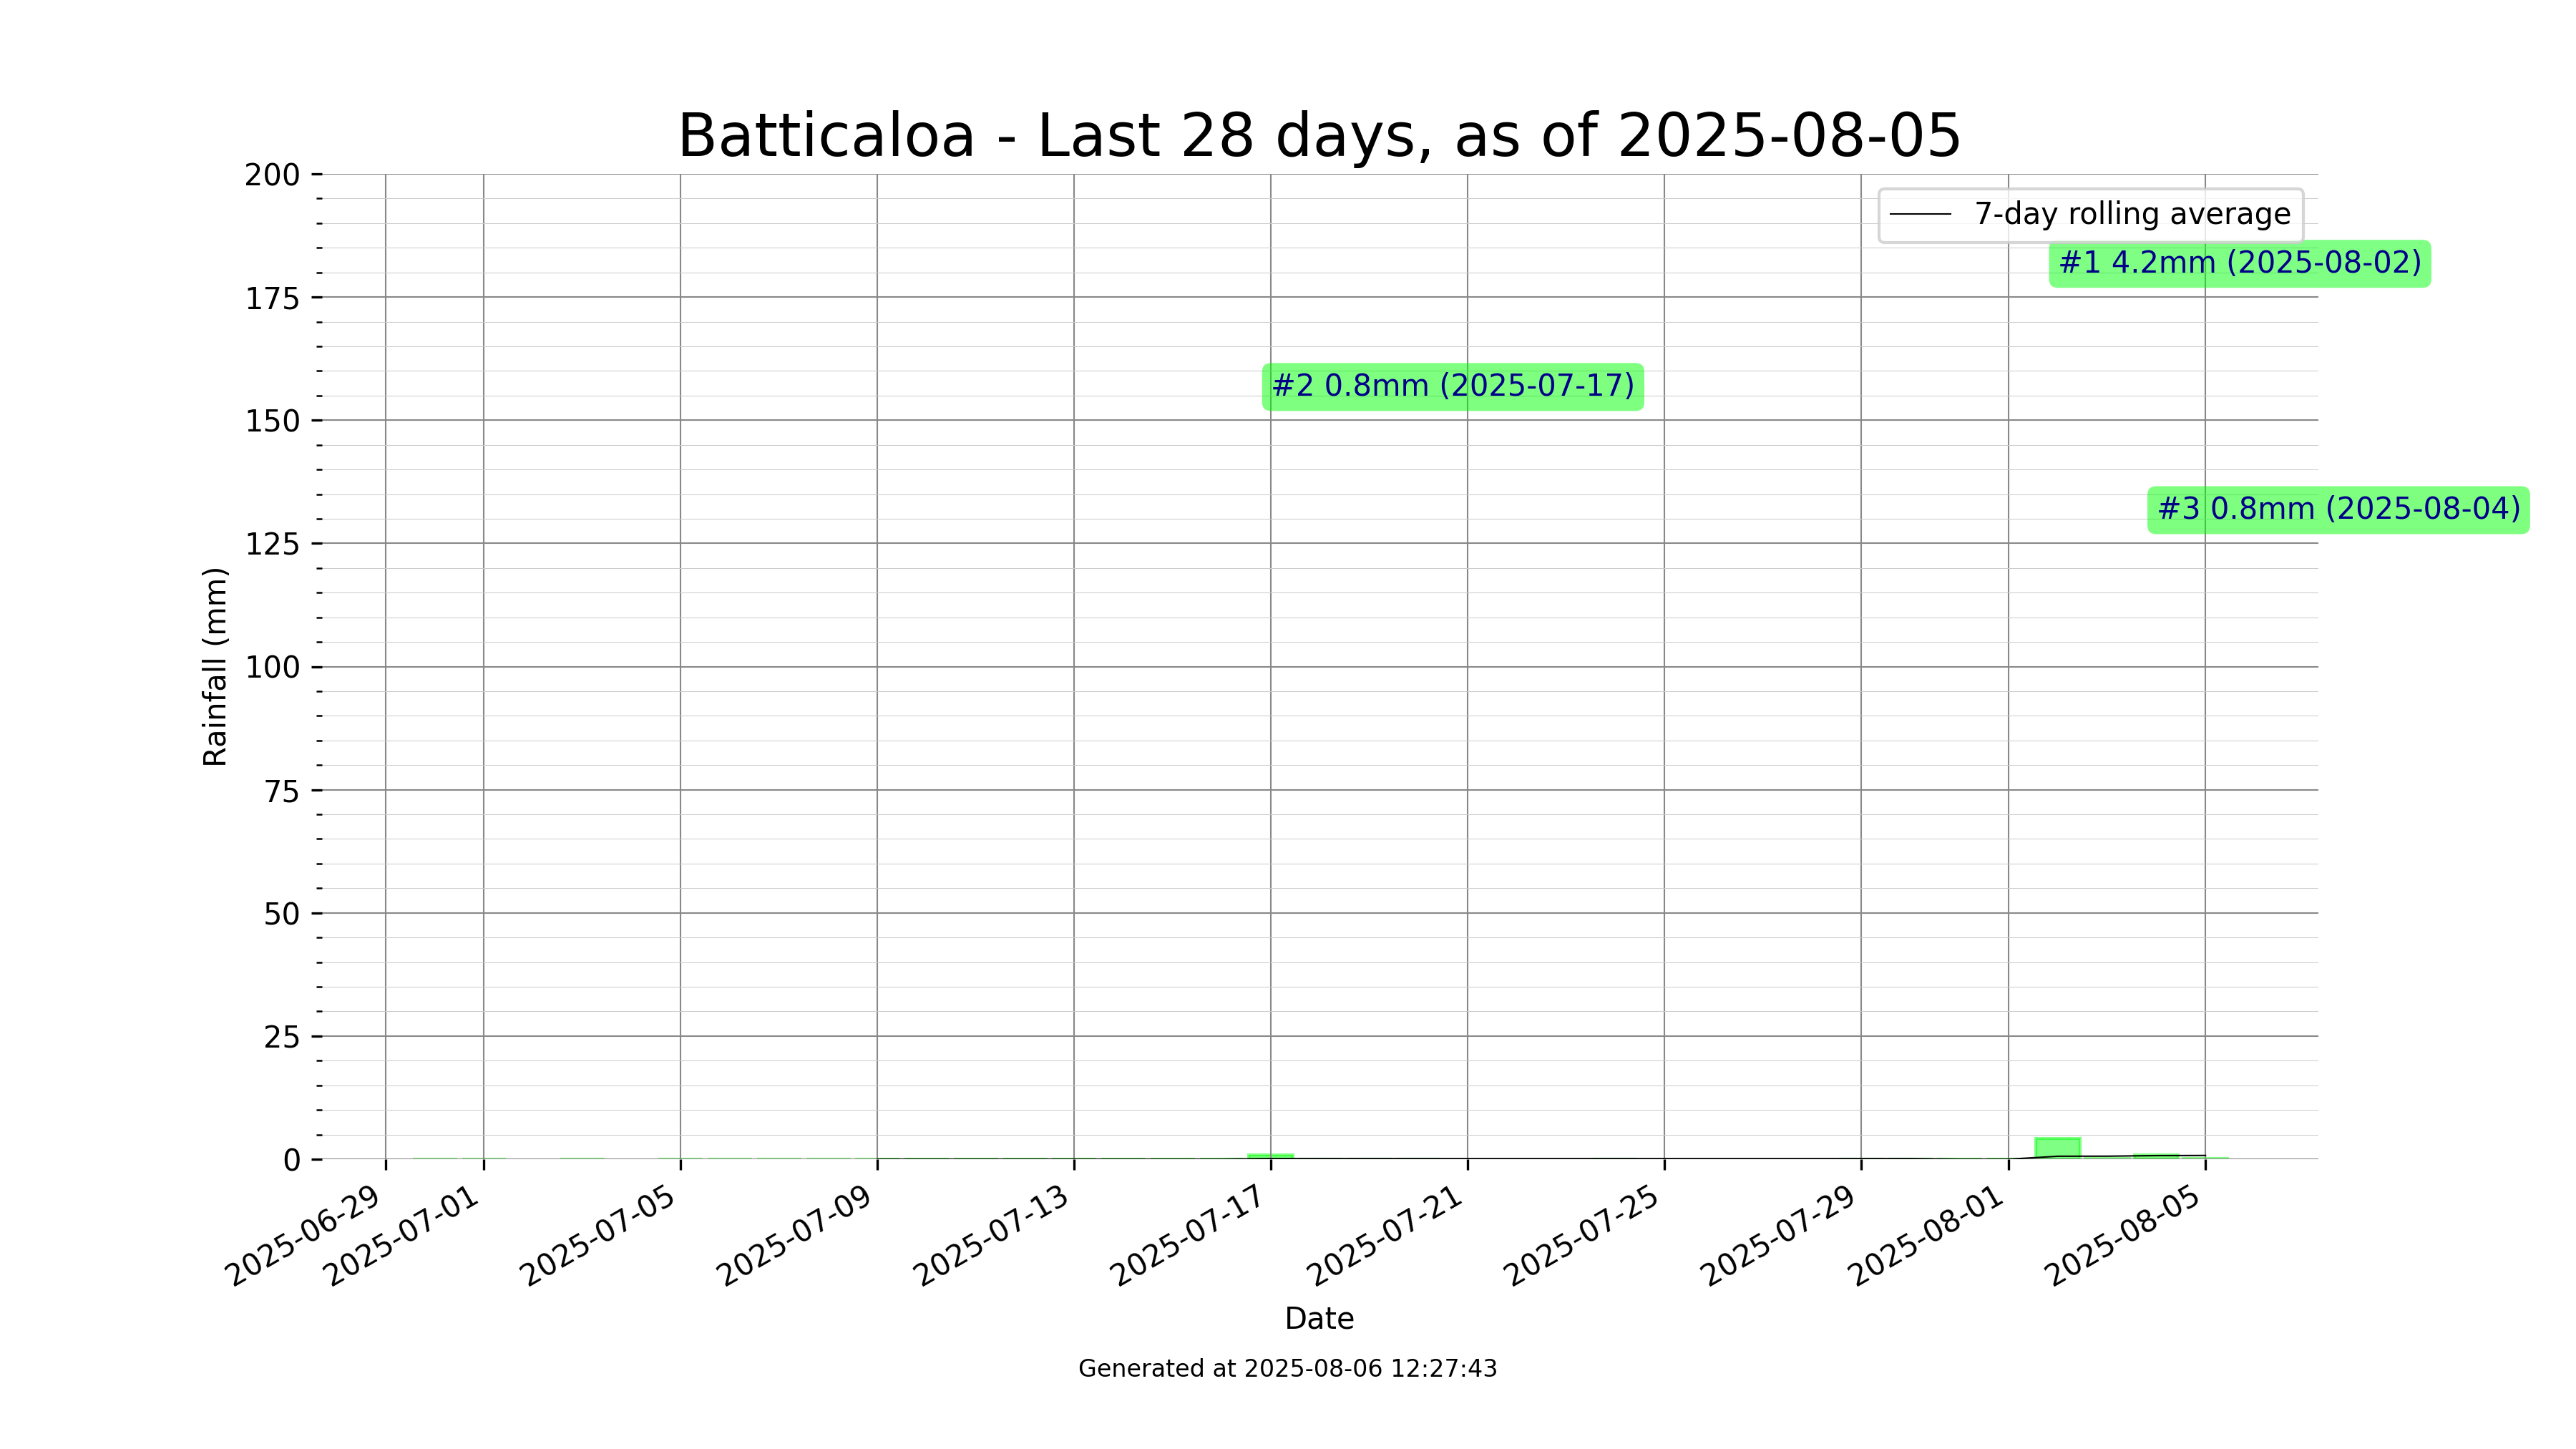 Batticaloa - Last 28 days, as of 2025-08-05
200
175
150
125
100
75
50
25
0
Rainfall (mm)
7-day rolling average
#1 4.2mm (2025-08-02)
#2 0.8mm (2025-07-17)
#3 0.8mm (2025-08-04)
2025-06-29
2025-07-01
2025-07-05
2025-07-09
2025-07-13
2025-07-17
2025-07-21
2025-07-25
2025-07-29
2025-08-01
2025-08-05
Date
Generated at 2025-08-06 12:27:43